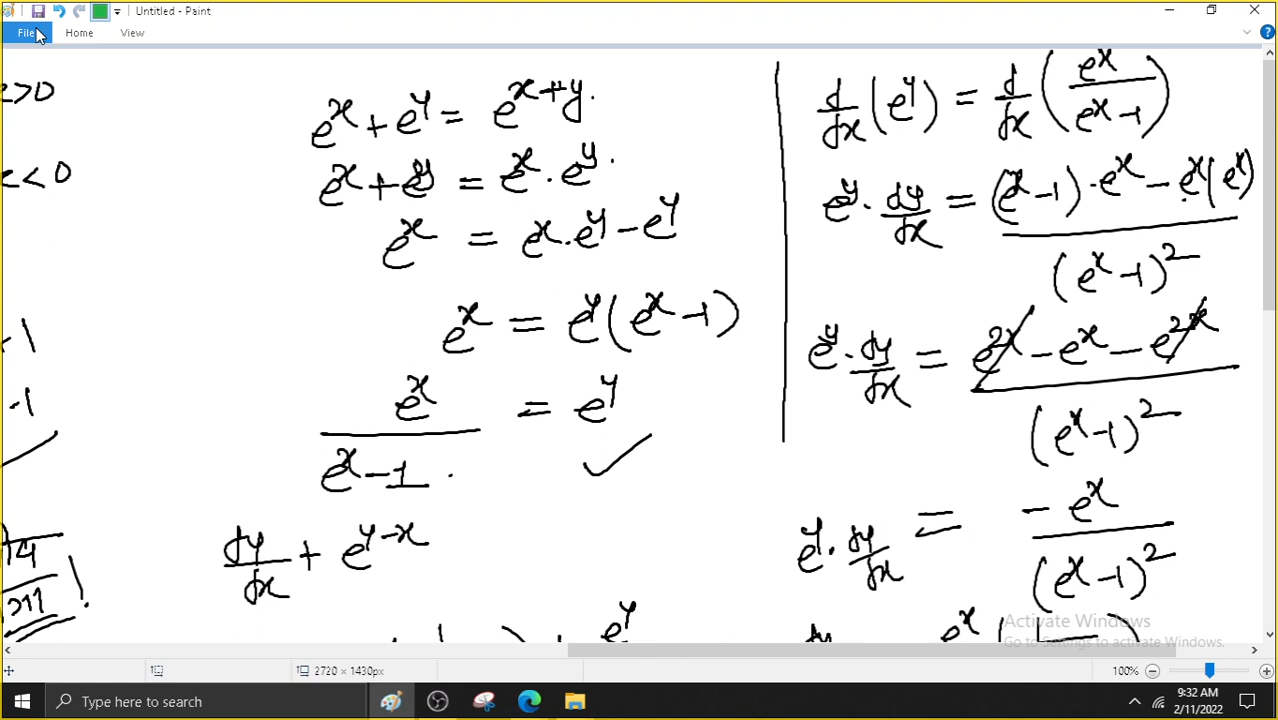 Untitled - Paint
File Home View
x>0
x<0
-1
-1
e^x + e^y = e^{x+y}.
e^x + e^y = e^x · e^y.
e^x = e^x · e^y - e^y
e^x = e^y (e^x - 1)
e^x / (e^x - 1) = e^y ✓
dy/dx + e^{y-x}
e^y
d/dx (e^y) = d/dx (e^x / (e^x - 1))
e^y · dy/dx = ((e^x - 1) · e^x - e^x (e^x)) / (e^x - 1)^2
e^y · dy/dx = (e^{2x} - e^x - e^{2x}) / (e^x - 1)^2
e^y · dy/dx = -e^x / (e^x - 1)^2
Activate Windows
Go to Settings to activate Windows.
2720 × 1430px
100%
Type here to search
9:32 AM
2/11/2022